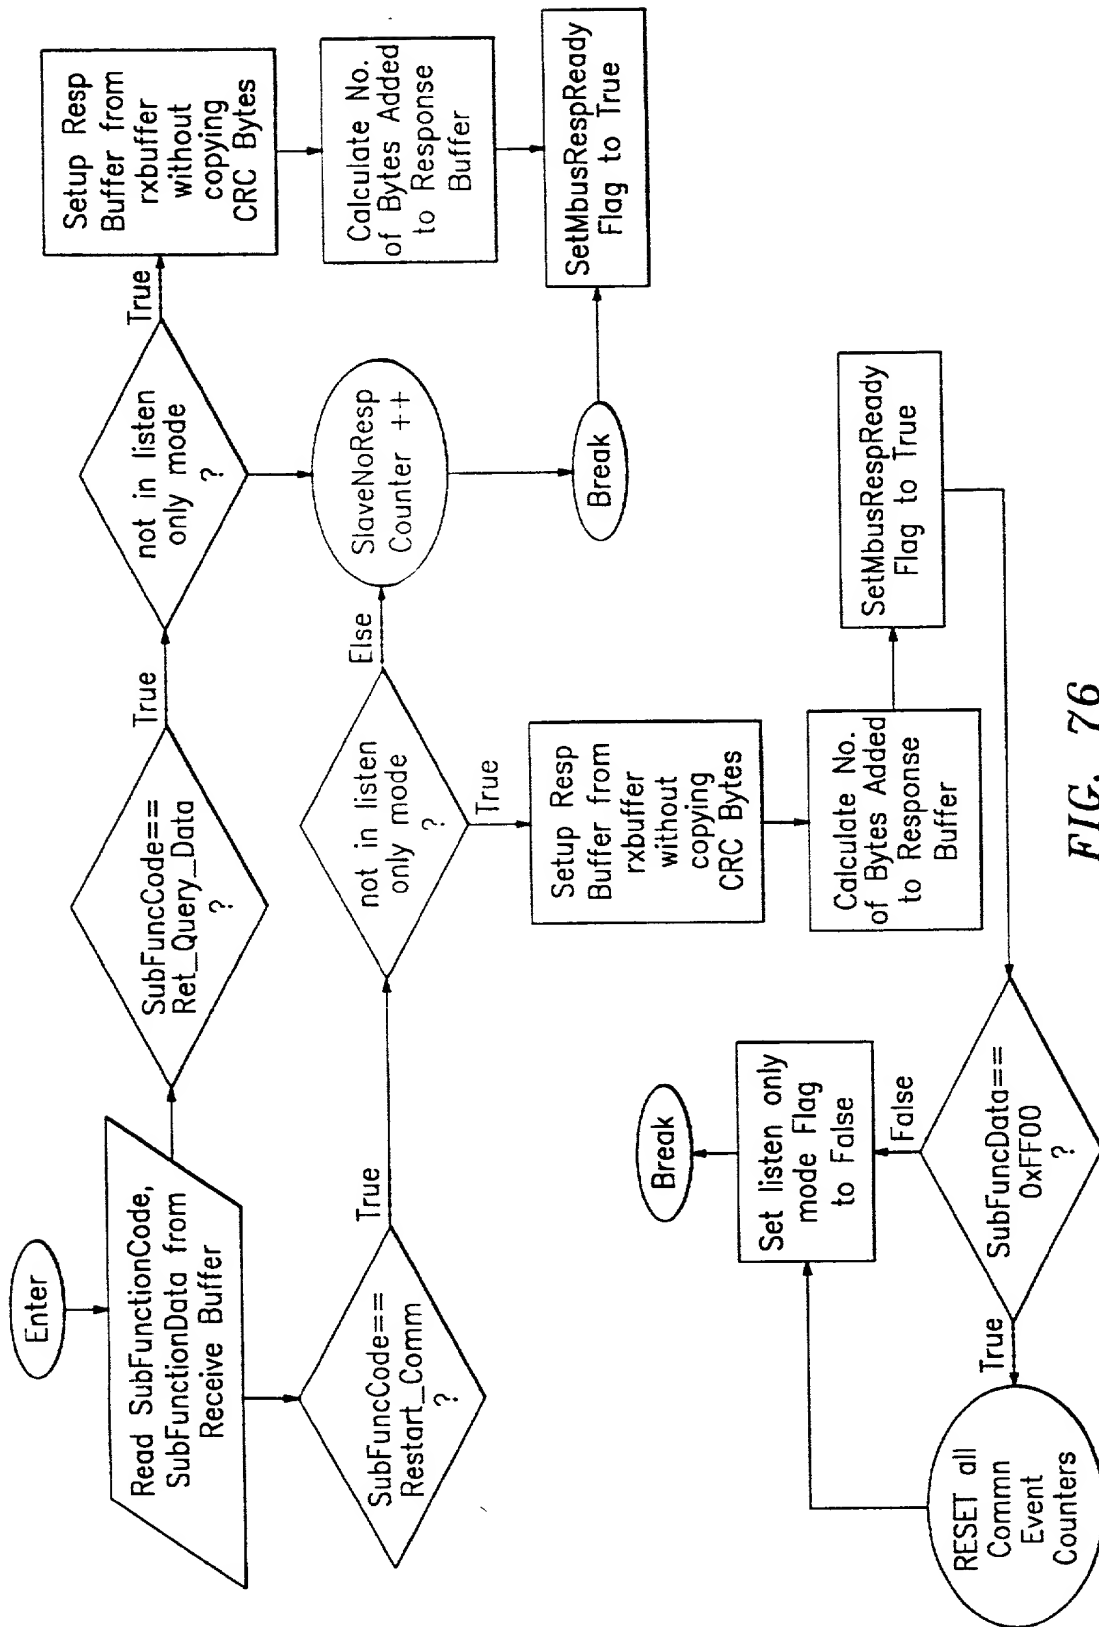 Enter
Read SubFunctionCode,
SubFunctionData from
Receive Buffer
SubFuncCode==
Ret_Query_Data
?
True
not in listen
only mode
?
True
Setup Resp
Buffer from
rxbuffer
without
copying
CRC Bytes
Calculate No.
of Bytes Added
to Response
Buffer
SetMbusRespReady
Flag to True
SubFuncCode==
Restart_Comm
?
True
not in listen
only mode
?
Else
SlaveNoResp
Counter ++
Break
True
Setup Resp
Buffer from
rxbuffer
without
copying
CRC Bytes
Calculate No.
of Bytes Added
to Response
Buffer
SetMbusRespReady
Flag to True
SubFuncData==
0xFF00
?
False
Set listen only
mode Flag
to False
Break
True
RESET all
Commn
Event
Counters
FIG. 76